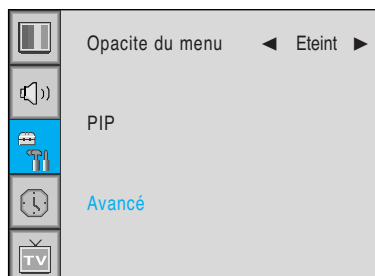 Opacite du menu ◄ Eteint ►
PIP
Avancé
TV